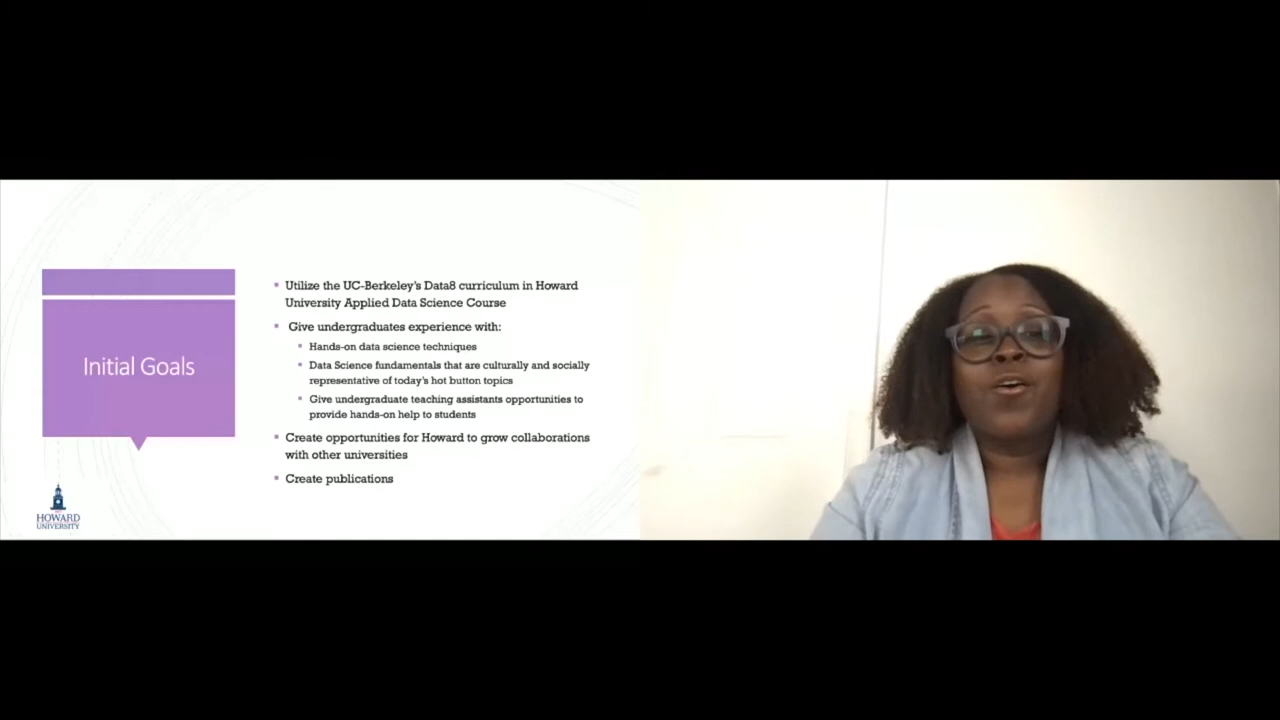 Initial Goals
Utilize the UC-Berkeley's Data8 curriculum in Howard
University Applied Data Science Course
Give undergraduates experience with:
Hands-on data science techniques
Data Science fundamentals that are culturally and socially
representative of today's hot button topics
Give undergraduate teaching assistants opportunities to
provide hands-on help to students
Create opportunities for Howard to grow collaborations
with other universities
Create publications
HOWARD
UNIVERSITY